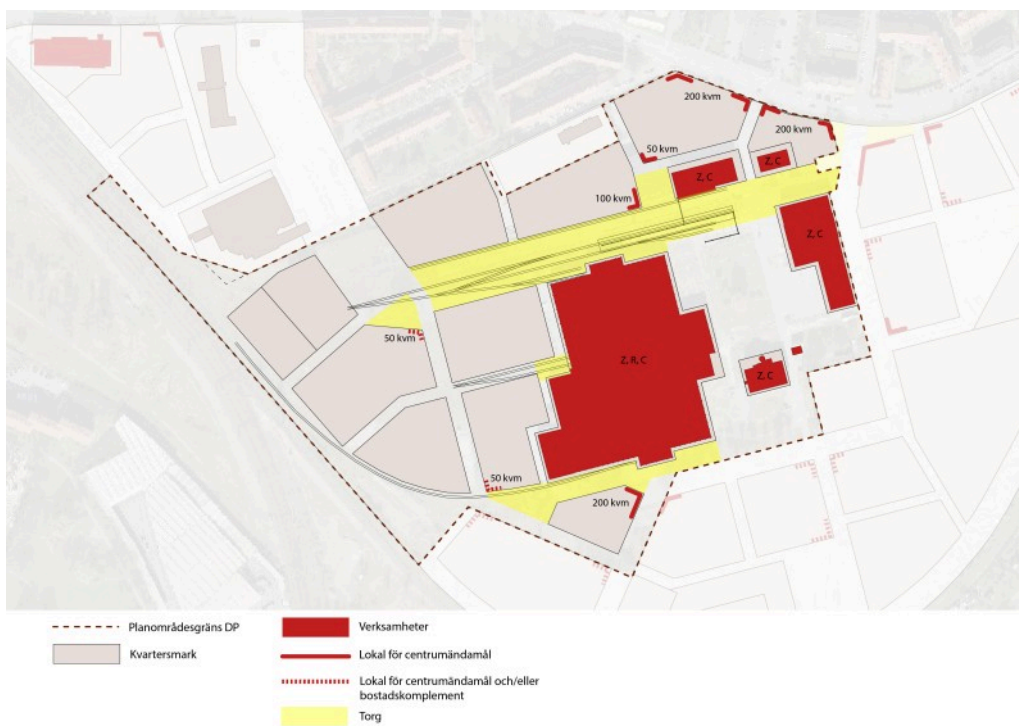 200 kvm
200 kvm
50 kvm
Z, C
Z, C
100 kvm
Z, C
50 kvm
Z, R, C
Z, C
50 kvm
200 kvm
Planområdesgräns DP
Kvartersmark
Verksamheter
Lokal för centrumändamål
Lokal för centrumändamål och/eller
bostadskomplement
Torg